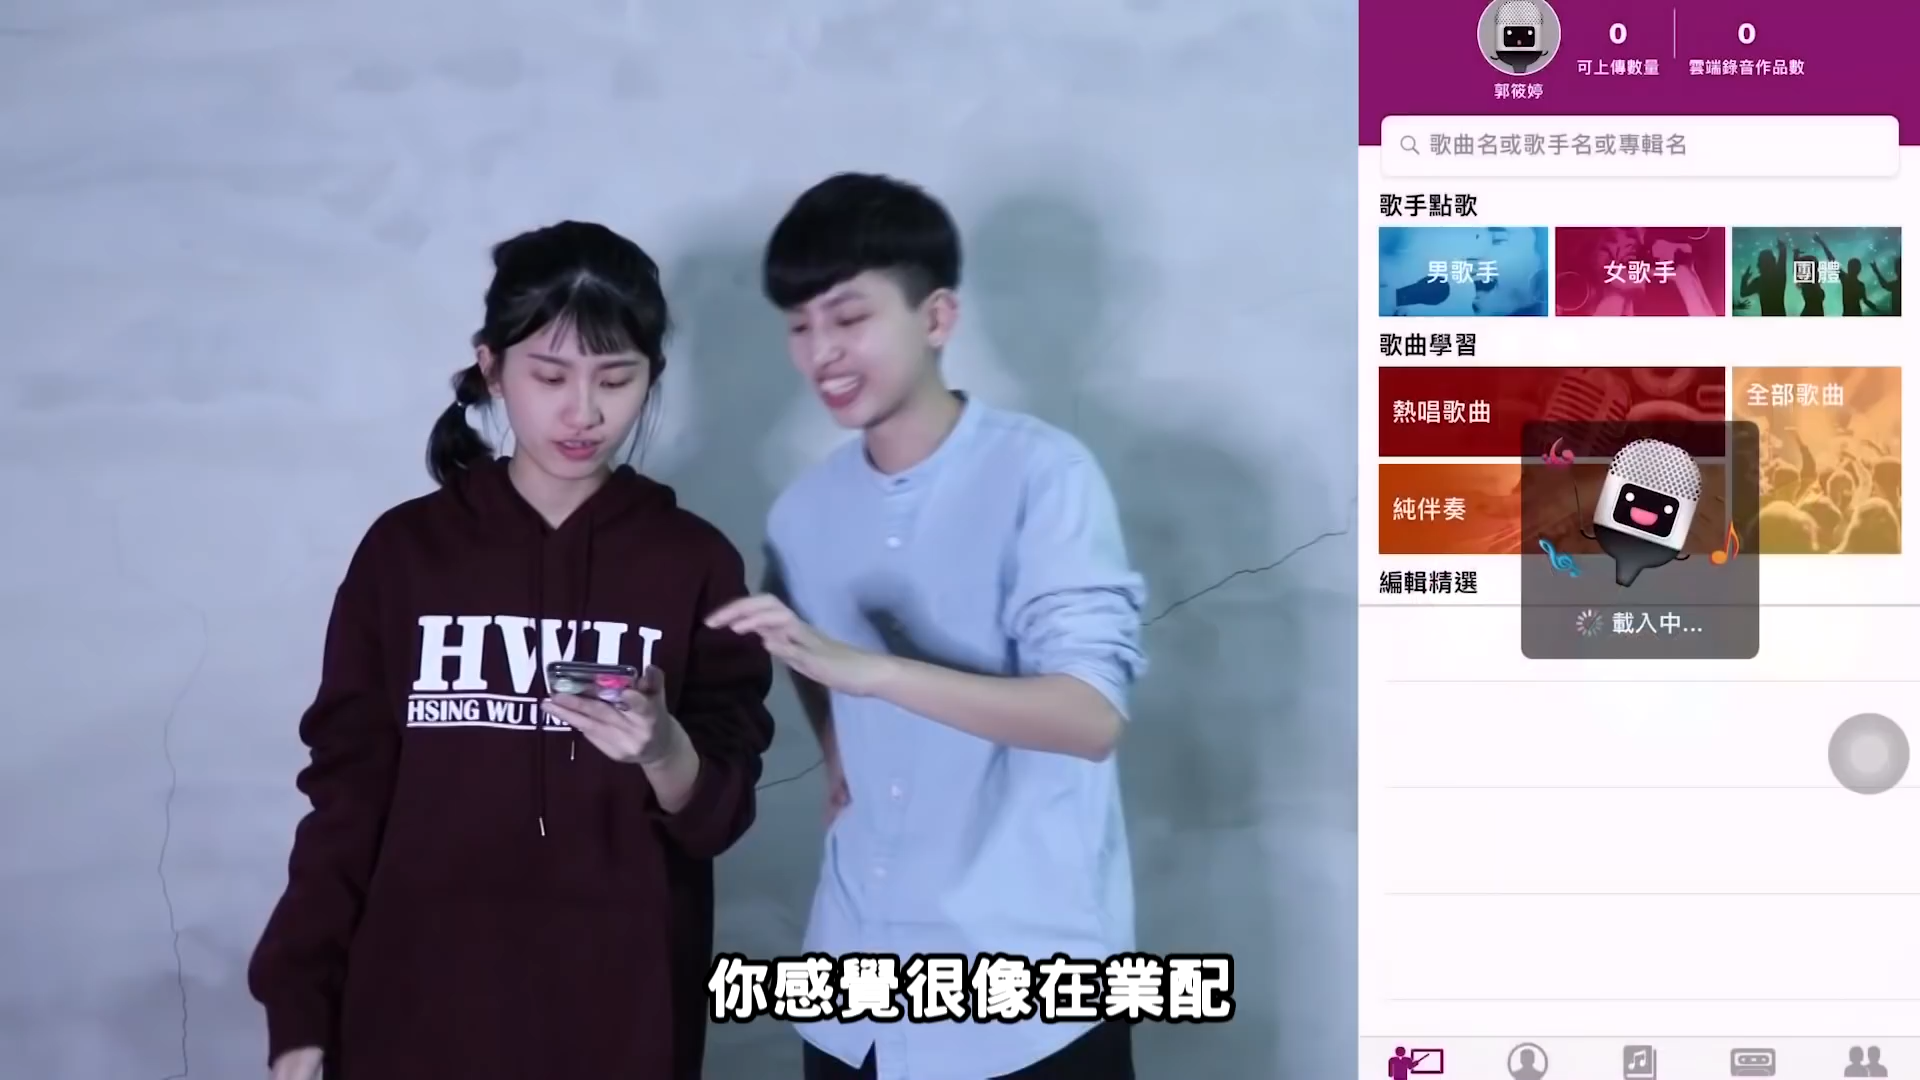 0
0
可上傳數量
雲端錄音作品數
郭筱婷
歌曲名或歌手名或專輯名
歌手點歌
男歌手
女歌手
團體
歌曲學習
熱唱歌曲
全部歌曲
純伴奏
編輯精選
載入中...
HWU
HSING WU UN
你感覺很像在業配